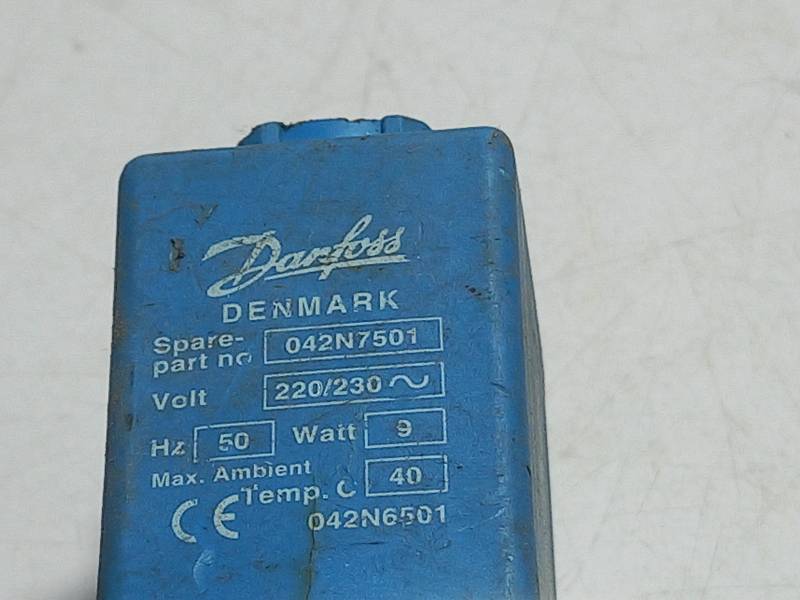 Danfoss
DENMARK
Spare-
part no 042N7501
Volt 220/230 ~
Hz 50 Watt 9
Max. Ambient
Temp. C 40
CE 042N6501